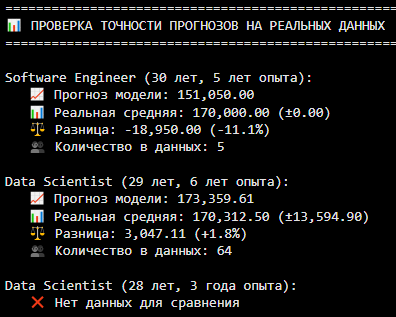 ==================================================
📊 ПРОВЕРКА ТОЧНОСТИ ПРОГНОЗОВ НА РЕАЛЬНЫХ ДАННЫХ
==================================================
Software Engineer (30 лет, 5 лет опыта):
📈 Прогноз модели: 151,050.00
📊 Реальная средняя: 170,000.00 (±0.00)
⚖️ Разница: -18,950.00 (-11.1%)
👥 Количество в данных: 5
Data Scientist (29 лет, 6 лет опыта):
📈 Прогноз модели: 173,359.61
📊 Реальная средняя: 170,312.50 (±13,594.90)
⚖️ Разница: 3,047.11 (+1.8%)
👥 Количество в данных: 64
Data Scientist (28 лет, 3 года опыта):
❌ Нет данных для сравнения